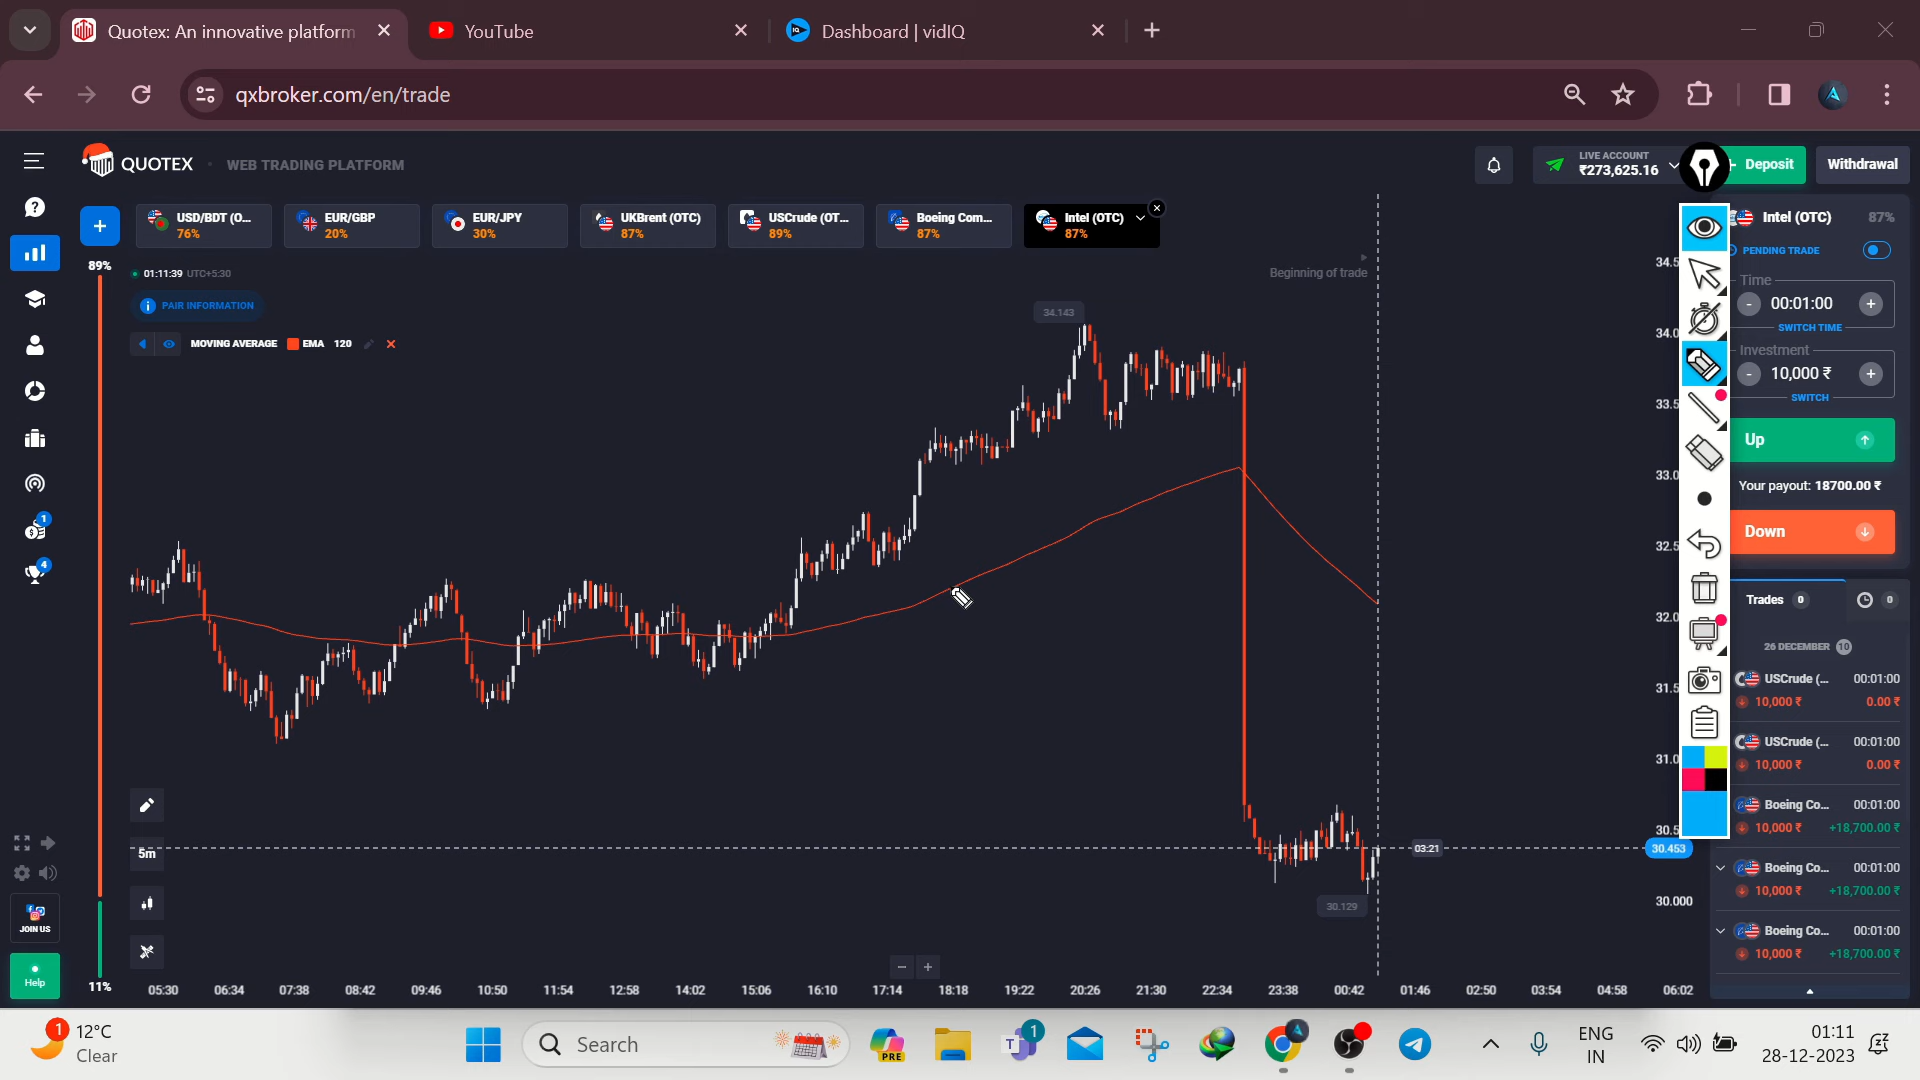 Quotex: An innovative platform
YouTube
Dashboard | vidIQ
qxbroker.com/en/trade
QUOTEX
WEB TRADING PLATFORM
LIVE ACCOUNT
₹273,625.16
Deposit
Withdrawal
USD/BDT (O...
76%
EUR/GBP
20%
EUR/JPY
30%
UKBrent (OTC)
87%
USCrude (OT...
89%
Boeing Com...
87%
Intel (OTC)
87%
Intel (OTC)
87%
89%
01:11:39 UTC+5:30
Beginning of trade
PAIR INFORMATION
MOVING AVERAGE EMA 120
34.143
34.5
34.0
33.5
33.0
32.5
32.0
31.5
31.0
30.5
30.453
30.000
03:21
30.129
PENDING TRADE
Time
00:01:00
SWITCH TIME
Investment
10,000 ₹
SWITCH
Up
Your payout: 18700.00 ₹
Down
Trades 0
0
26 DECEMBER 10
USCrude (... 00:01:00
10,000 ₹ 0.00 ₹
USCrude (... 00:01:00
10,000 ₹ 0.00 ₹
Boeing Co... 00:01:00
10,000 ₹ +18,700.00 ₹
Boeing Co... 00:01:00
10,000 ₹ +18,700.00 ₹
Boeing Co... 00:01:00
10,000 ₹ +18,700.00 ₹
1
4
5m
JOIN US
Help
11%
05:30 06:34 07:38 08:42 09:46 10:50 11:54 12:58 14:02 15:06 16:10 17:14 18:18 19:22 20:26 21:30 22:34 23:38 00:42 01:46 02:50 03:54 04:58 06:02
1
12°C
Clear
Search
PRE
1
ENG
IN
01:11
28-12-2023